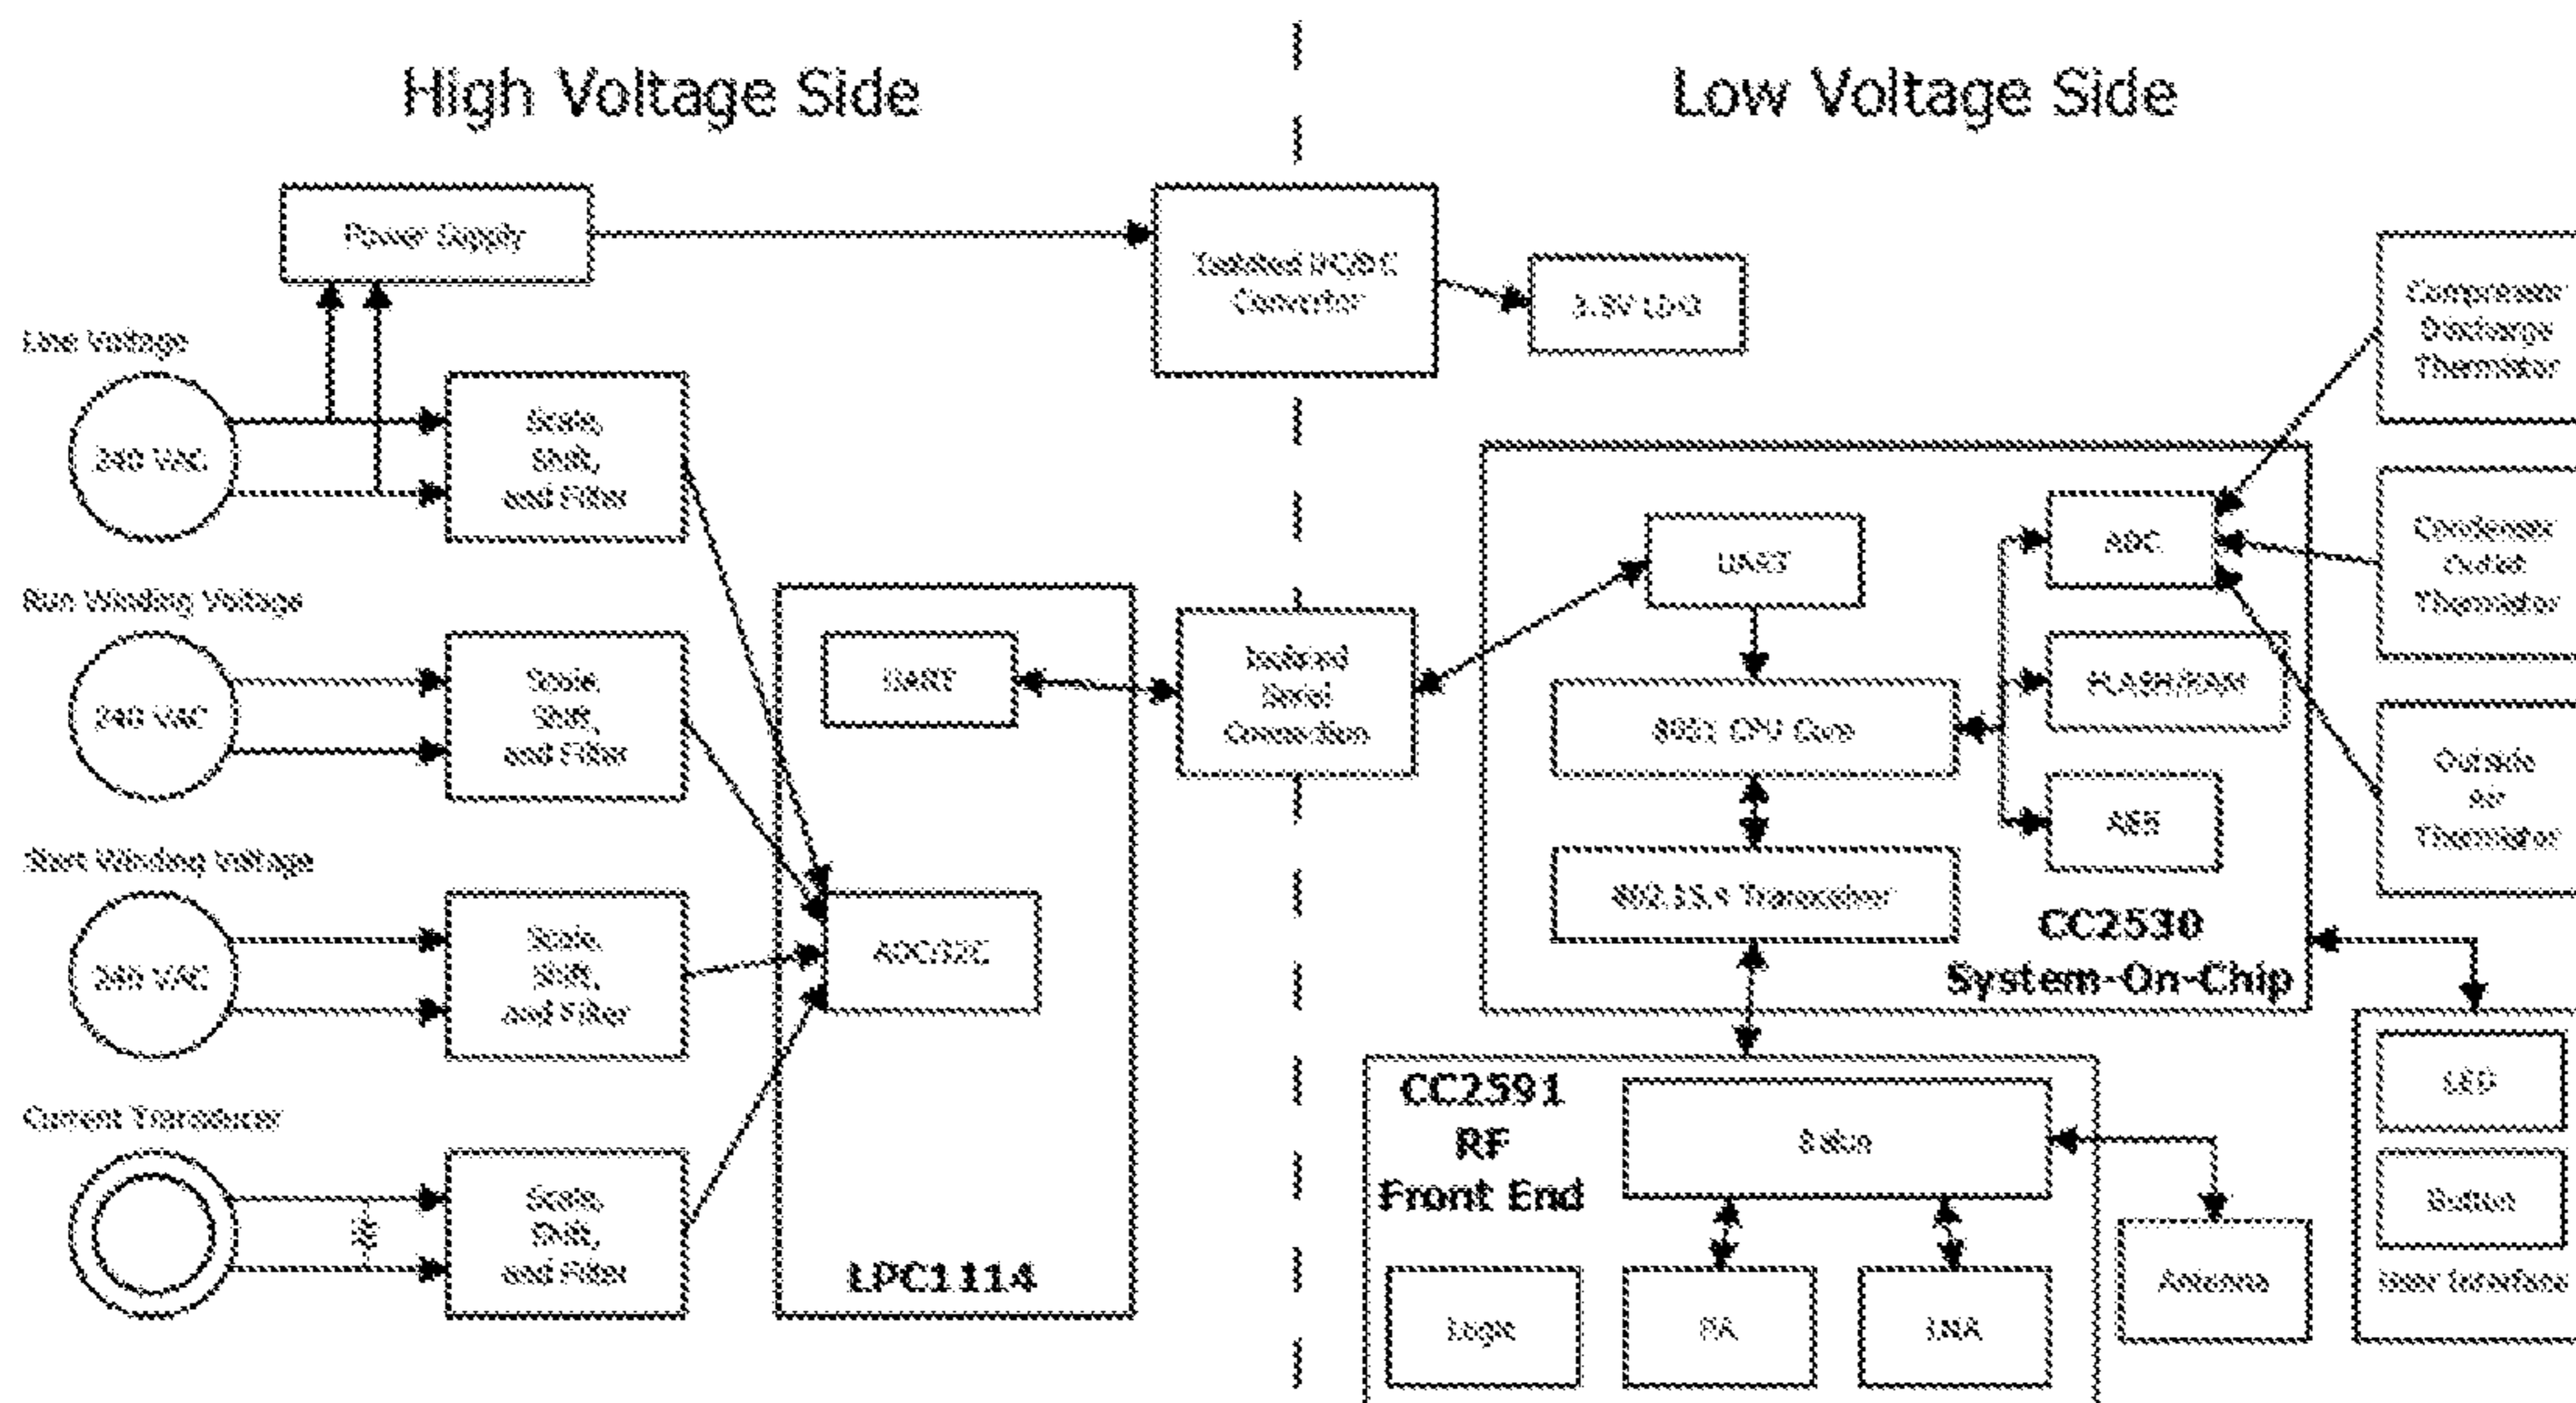 High Voltage Side
Low Voltage Side
Power Supply
Isolated DC/DC
Converter
3.3V LDO
Compressor
Discharge
Thermistor
Line Voltage
240 VAC
Scale,
Shift,
and Filter
Condenser
Outlet
Thermistor
UART
ADC
Run Winding Voltage
240 VAC
Scale,
Shift,
and Filter
UART
Isolated
Serial
Connection
8051 CPU Core
FLASH/RAM
Outside
Air
Thermistor
AES
802.15.4 Transceiver
CC2530
System-On-Chip
Start Winding Voltage
240 VAC
Scale,
Shift,
and Filter
LED
Button
User Interface
CC2591
RF
Front End
Balun
Antenna
Logic
PA
LNA
Current Transducer
Scale,
Shift,
and Filter
LPC1114